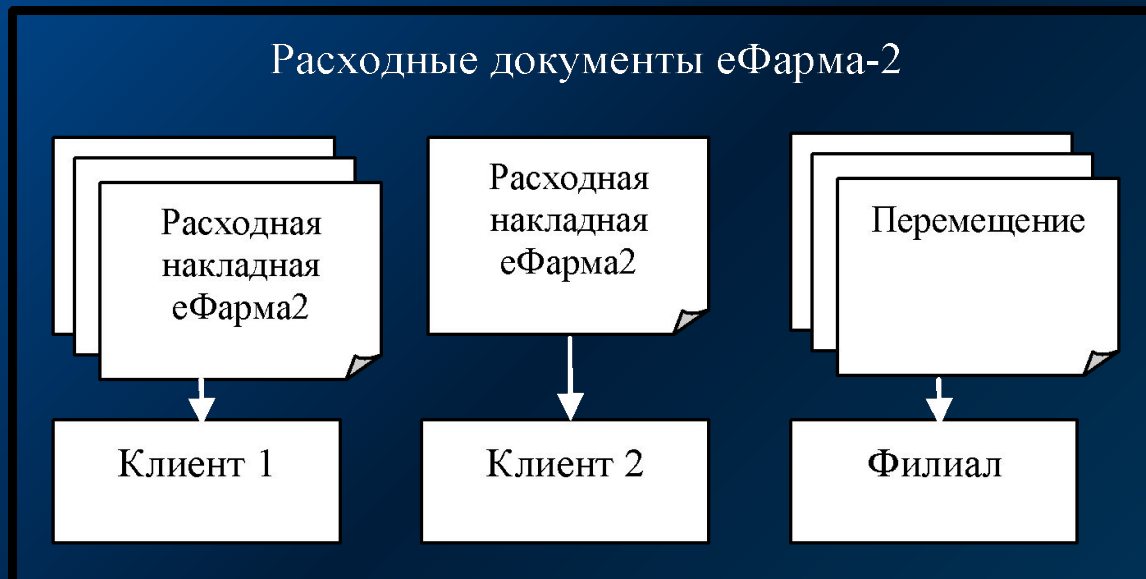 Расходные документы еФарма-2
Расходная
накладная
еФарма2
Расходная
накладная
еФарма2
Перемещение
Клиент 1
Клиент 2
Филиал